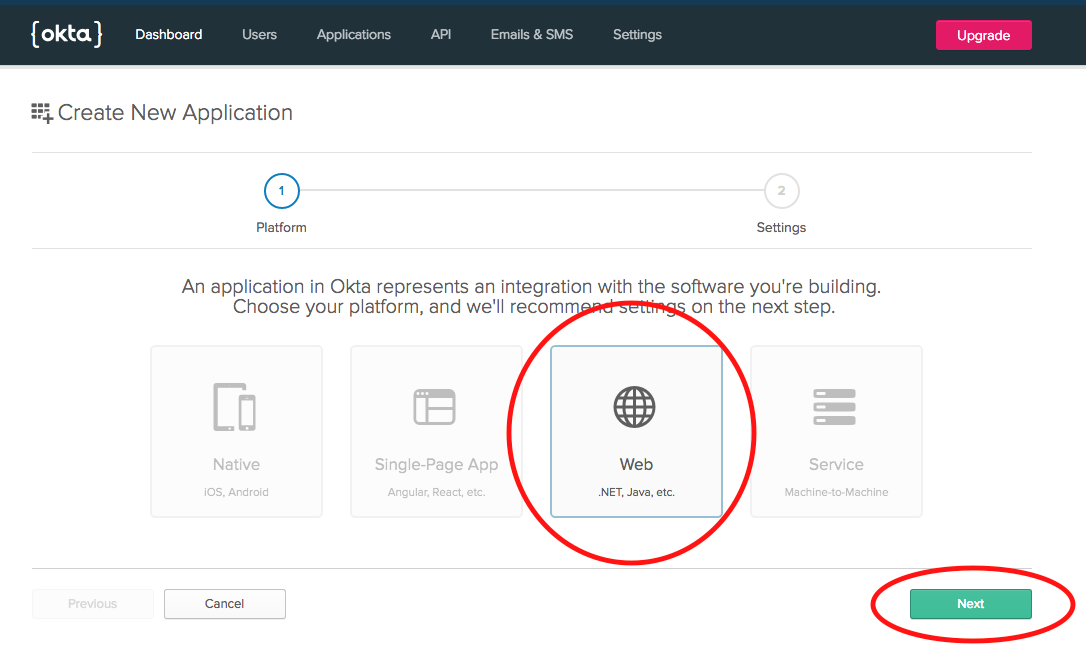 {okta}
Dashboard
Users
Applications
API
Emails & SMS
Settings
Upgrade
Create New Application
1
2
Platform
Settings
An application in Okta represents an integration with the software you're building.
Choose your platform, and we'll recommend settings on the next step.
Native
iOS, Android
Single-Page App
Angular, React, etc.
Web
.NET, Java, etc.
Service
Machine-to-Machine
Previous
Cancel
Next